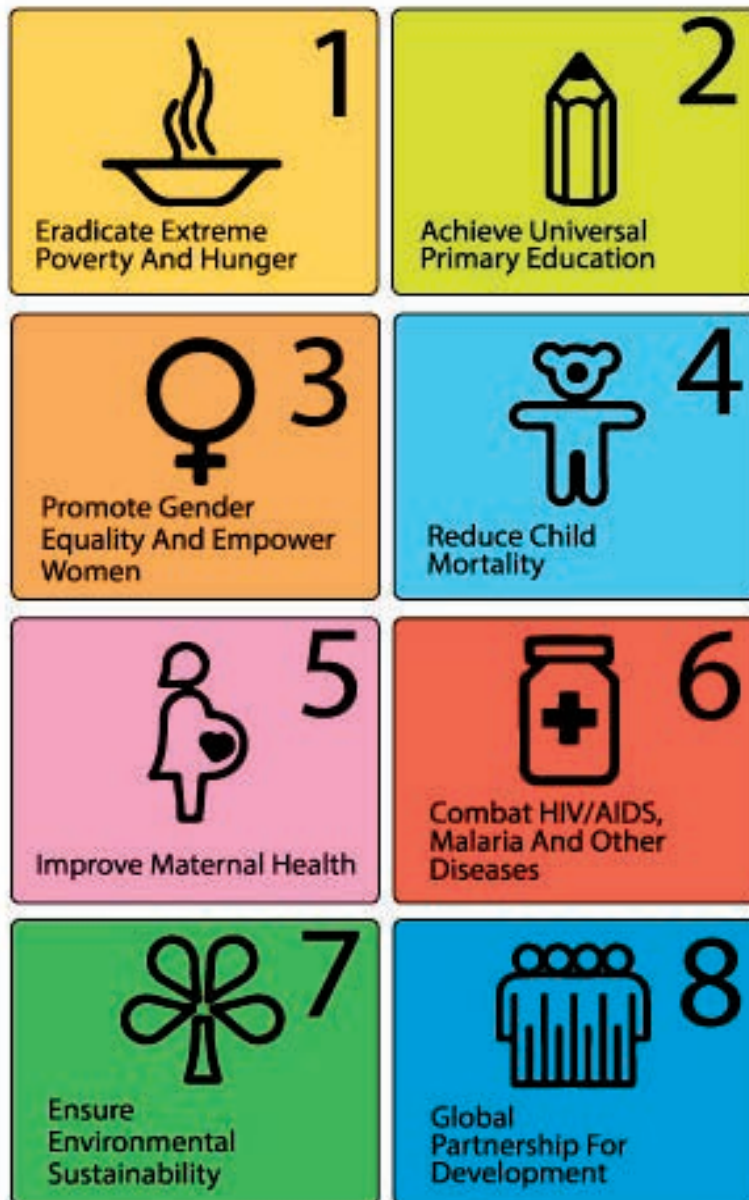 1
Eradicate Extreme
Poverty And Hunger
2
Achieve Universal
Primary Education
3
Promote Gender
Equality And Empower
Women
4
Reduce Child
Mortality
5
Improve Maternal Health
6
Combat HIV/AIDS,
Malaria And Other
Diseases
7
Ensure
Environmental
Sustainability
8
Global
Partnership For
Development